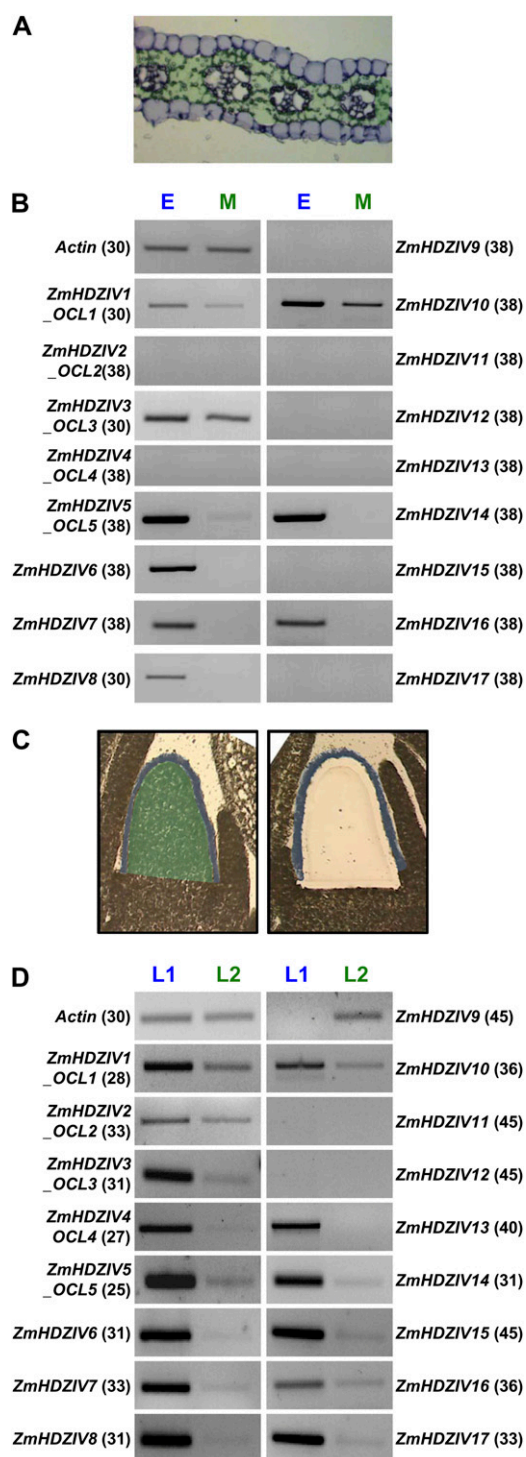 A
B
E M E M
Actin (30) ZmHDZIV9 (38)
ZmHDZIV1
_OCL1 (30) ZmHDZIV10 (38)
ZmHDZIV2
_OCL2(38) ZmHDZIV11 (38)
ZmHDZIV3
_OCL3 (30) ZmHDZIV12 (38)
ZmHDZIV4
_OCL4 (38) ZmHDZIV13 (38)
ZmHDZIV5
_OCL5 (38) ZmHDZIV14 (38)
ZmHDZIV6 (38) ZmHDZIV15 (38)
ZmHDZIV7 (38) ZmHDZIV16 (38)
ZmHDZIV8 (30) ZmHDZIV17 (38)
C
D
L1 L2 L1 L2
Actin (30) ZmHDZIV9 (45)
ZmHDZIV1
_OCL1 (28) ZmHDZIV10 (36)
ZmHDZIV2
_OCL2 (33) ZmHDZIV11 (45)
ZmHDZIV3
_OCL3 (31) ZmHDZIV12 (45)
ZmHDZIV4
OCL4 (27) ZmHDZIV13 (40)
ZmHDZIV5
_OCL5 (25) ZmHDZIV14 (31)
ZmHDZIV6 (31) ZmHDZIV15 (45)
ZmHDZIV7 (33) ZmHDZIV16 (36)
ZmHDZIV8 (31) ZmHDZIV17 (33)